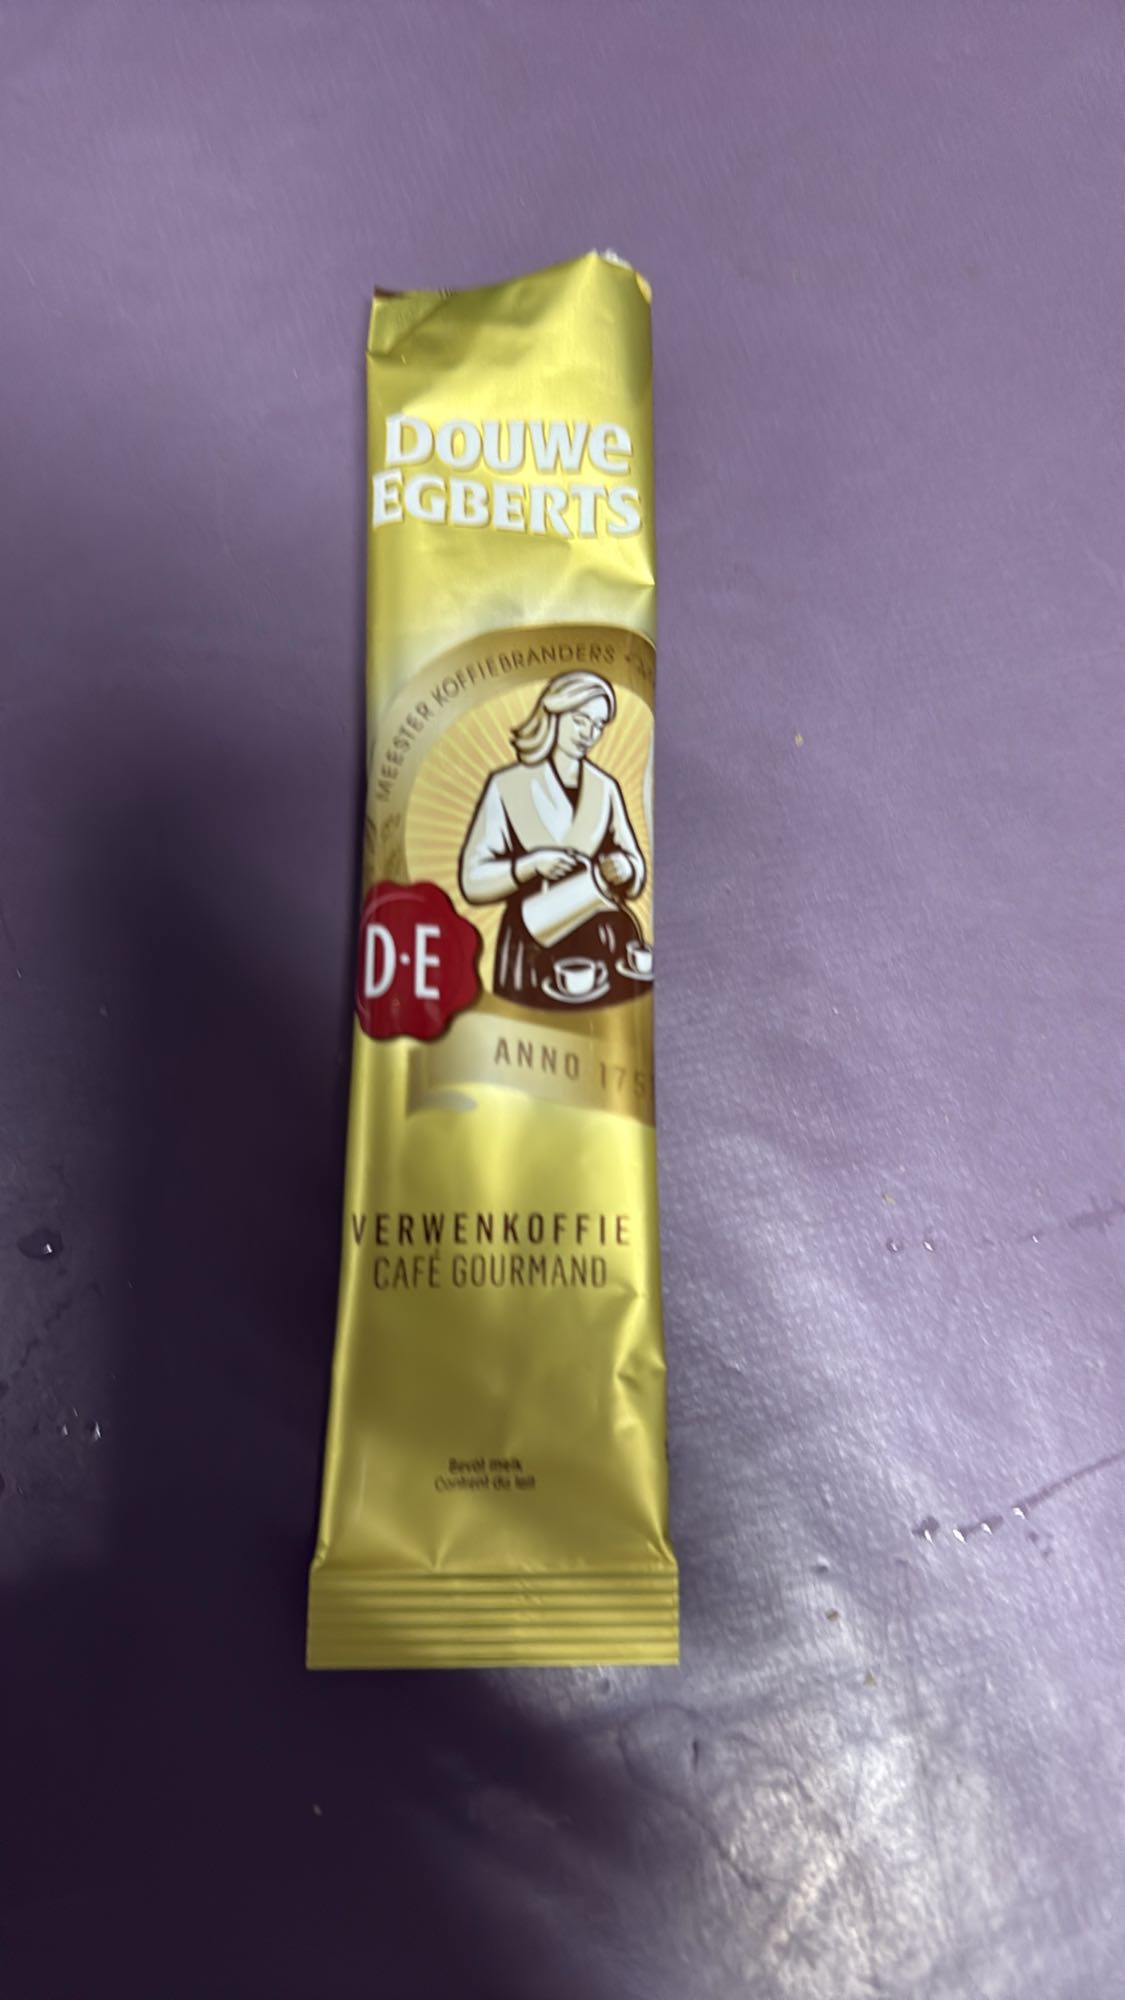 DOUWE
EGBERTS
MEESTER KOFFIEBRANDERS
D·E
ANNO 175
VERWENKOFFIE
CAFÉ GOURMAND
Bevat melk
Contient du lait